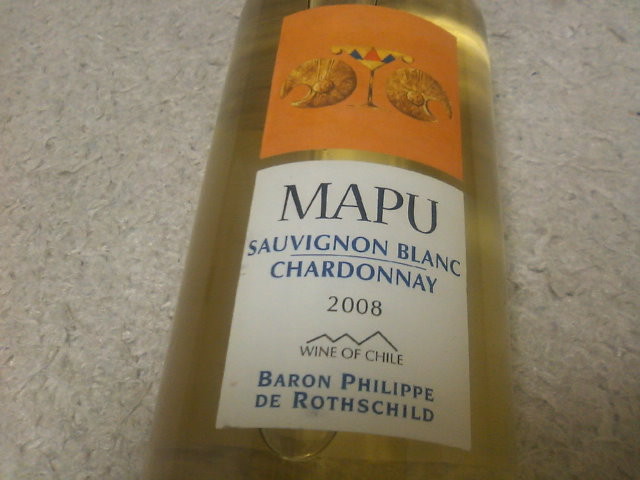 MAPU
SAUVIGNON BLANC
CHARDONNAY
2008
WINE OF CHILE
BARON PHILIPPE
DE ROTHSCHILD